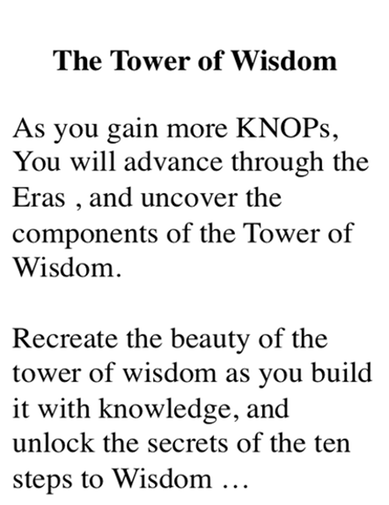 The Tower of Wisdom
As you gain more KNOPs,
You will advance through the
Eras , and uncover the
components of the Tower of
Wisdom.
Recreate the beauty of the
tower of wisdom as you build
it with knowledge, and
unlock the secrets of the ten
steps to Wisdom …